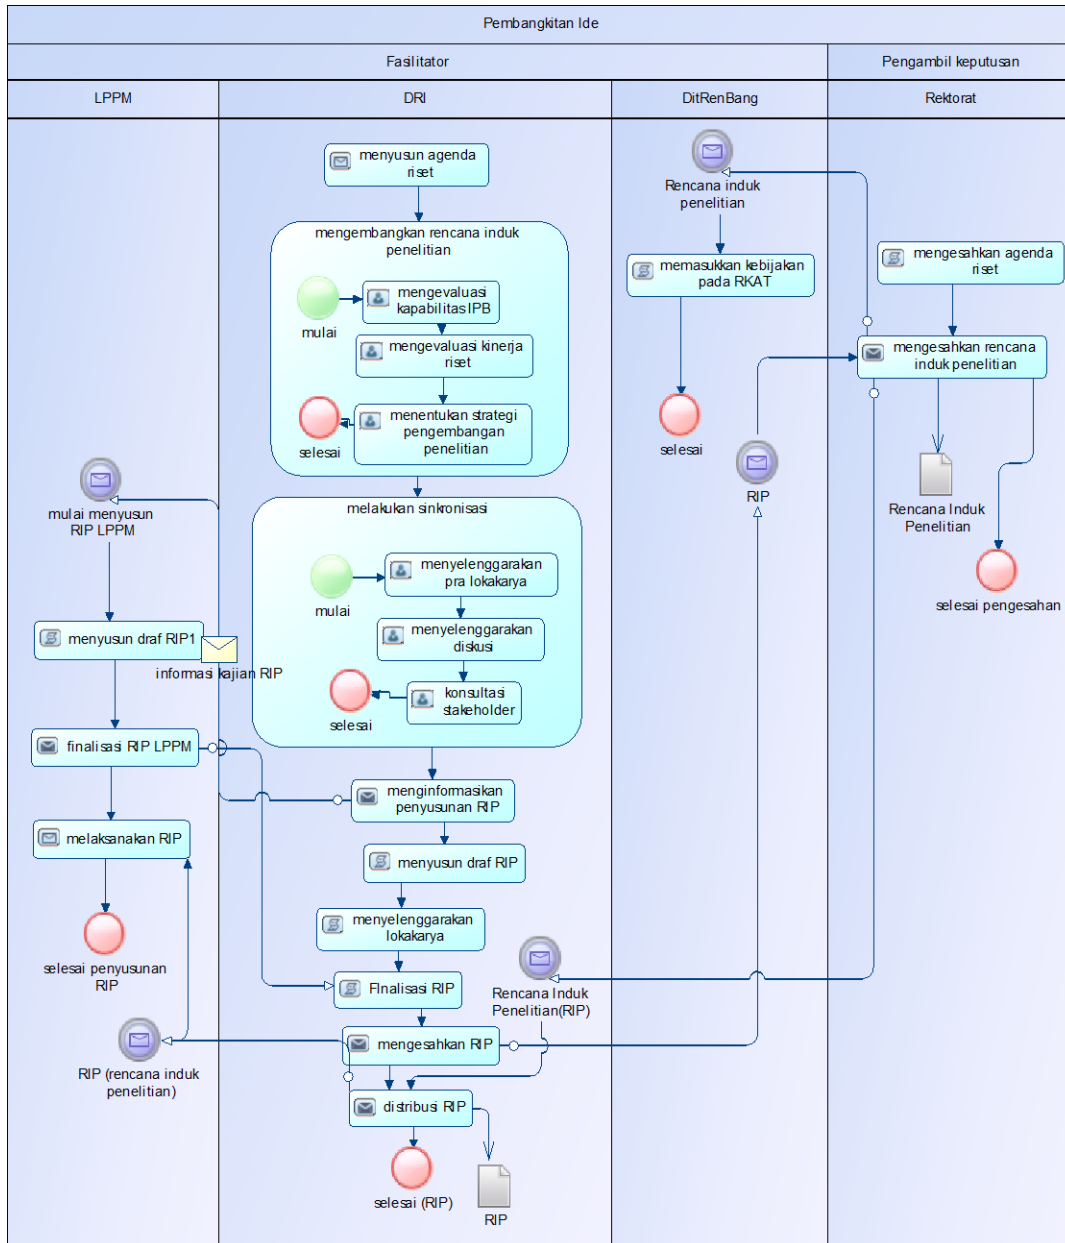 Pembangkitan Ide
Fasilitator
Pengambil keputusan
LPPM
DRI
DitRenBang
Rektorat
menyusun agenda
riset
mengembangkan rencana induk
penelitian
mulai
mengevaluasi
kapabilitas IPB
mengevaluasi kinerja
riset
menentukan strategi
pengembangan
penelitian
selesai
melakukan sinkronisasi
mulai
menyelenggarakan
pra lokakarya
menyelenggarakan
diskusi
konsultasi
stakeholder
selesai
menginformasikan
penyusunan RIP
menyusun draf RIP
menyelenggarakan
lokakarya
FInalisasi RIP
mengesahkan RIP
distribusi RIP
selesai (RIP)
RIP
Rencana Induk
Penelitian(RIP)
mulai menyusun
RIP LPPM
menyusun draf RIP1
informasi kajian RIP
finalisasi RIP LPPM
melaksanakan RIP
selesai penyusunan
RIP
RIP (rencana induk
penelitian)
Rencana induk
penelitian
memasukkan kebijakan
pada RKAT
selesai
RIP
mengesahkan agenda
riset
mengesahkan rencana
induk penelitian
Rencana Induk
Penelitian
selesai pengesahan